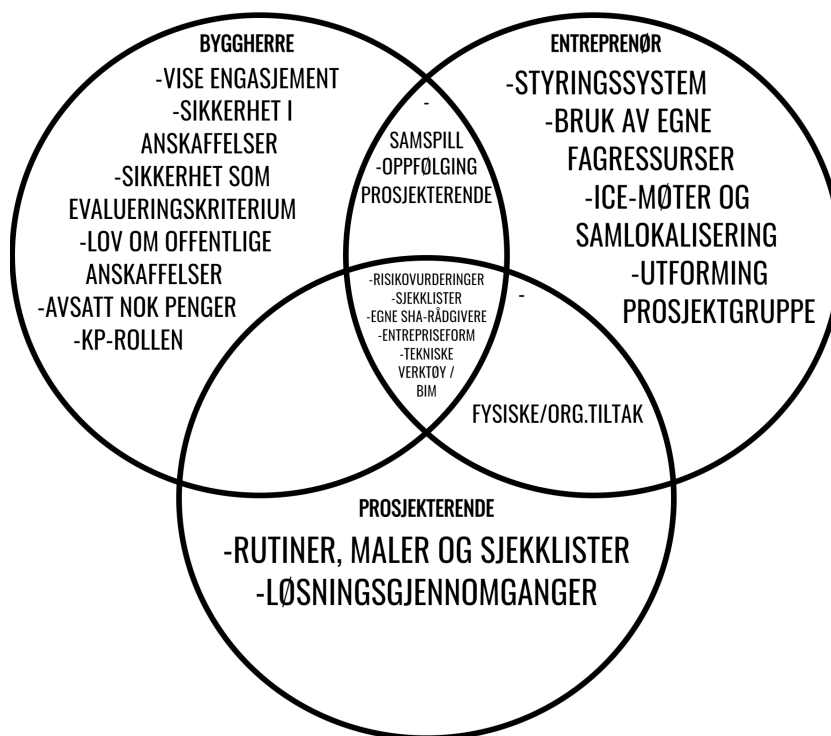 BYGGHERRE
-VISE ENGASJEMENT
-SIKKERHET I
ANSKAFFELSER
-SIKKERHET SOM
EVALUERINGSKRITERIUM
-LOV OM OFFENTLIGE
ANSKAFFELSER
-AVSATT NOK PENGER
-KP-ROLLEN
-
SAMSPILL
-OPPFØLGING
PROSJEKTERENDE
ENTREPRENØR
-STYRINGSSYSTEM
-BRUK AV EGNE
FAGRESSURSER
-ICE-MØTER OG
SAMLOKALISERING
-UTFORMING
PROSJEKTGRUPPE
-RISIKOVURDERINGER
-SJEKKLISTER
-EGNE SHA-RÅDGIVERE
-ENTREPRISEFORM
-TEKNISKE
VERKTØY /
BIM
-
FYSISKE/ORG.TILTAK
PROSJEKTERENDE
-RUTINER, MALER OG SJEKKLISTER
-LØSNINGSGJENNOMGANGER